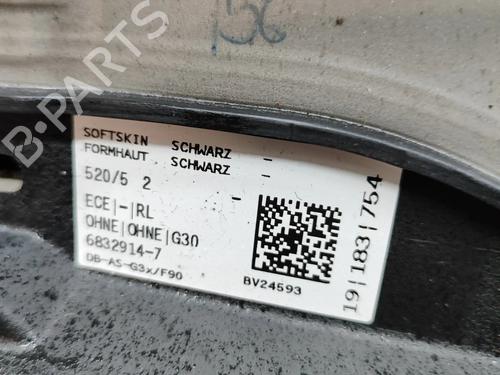 56
SOFTSKIN SCHWARZ -
FORMHAUT SCHWARZ -
520/5 2
ECE|-|RL
OHNE|OHNE|G30
6832914-7
DB-AS-G3x/F90
BV24593
19|183|754
B-PARTS